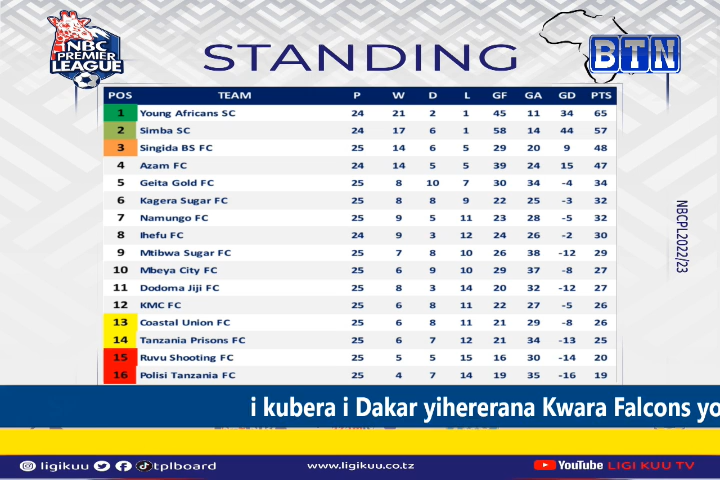 NBC
PREMIER
LEAGUE
STANDING
BTN
POS TEAM P W D L GF GA GD PTS
1 Young Africans SC 24 21 2 1 45 11 34 65
2 Simba SC 24 17 6 1 58 14 44 57
3 Singida BS FC 25 14 6 5 29 20 9 48
4 Azam FC 24 14 5 5 39 24 15 47
5 Geita Gold FC 25 8 10 7 30 34 -4 34
6 Kagera Sugar FC 25 8 8 9 22 25 -3 32
7 Namungo FC 25 9 5 11 23 28 -5 32
8 Ihefu FC 24 9 3 12 24 26 -2 30
9 Mtibwa Sugar FC 25 7 8 10 26 38 -12 29
10 Mbeya City FC 25 6 9 10 29 37 -8 27
11 Dodoma Jiji FC 25 8 3 14 20 32 -12 27
12 KMC FC 25 6 8 11 22 27 -5 26
13 Coastal Union FC 25 6 8 11 21 29 -8 26
14 Tanzania Prisons FC 25 6 7 12 21 34 -13 25
15 Ruvu Shooting FC 25 5 5 15 16 30 -14 20
16 Polisi Tanzania FC 25 4 7 14 19 35 -16 19
NBCPL2022/23
i kubera i Dakar yihererana Kwara Falcons yo
ligikuu tplboard www.ligikuu.co.tz YouTube LIGI KUU TV